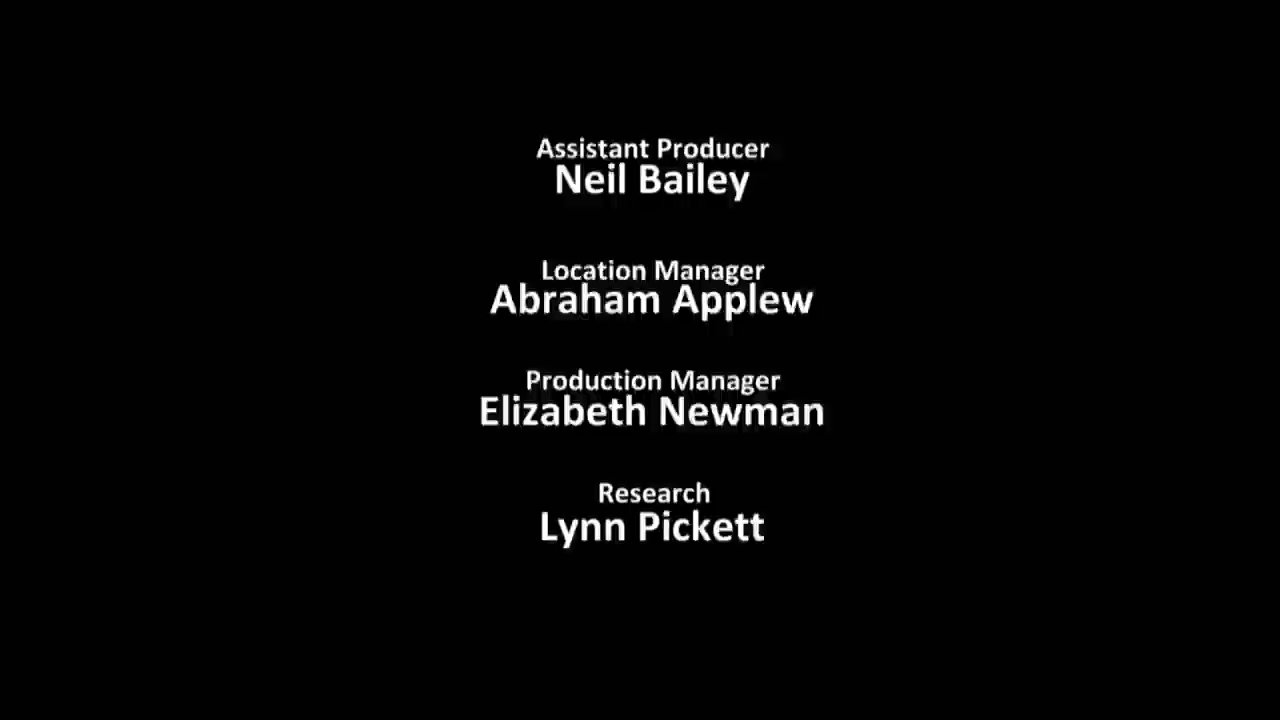 Assistant Producer
Neil Bailey
Location Manager
Abraham Applew
Production Manager
Elizabeth Newman
Research
Lynn Pickett